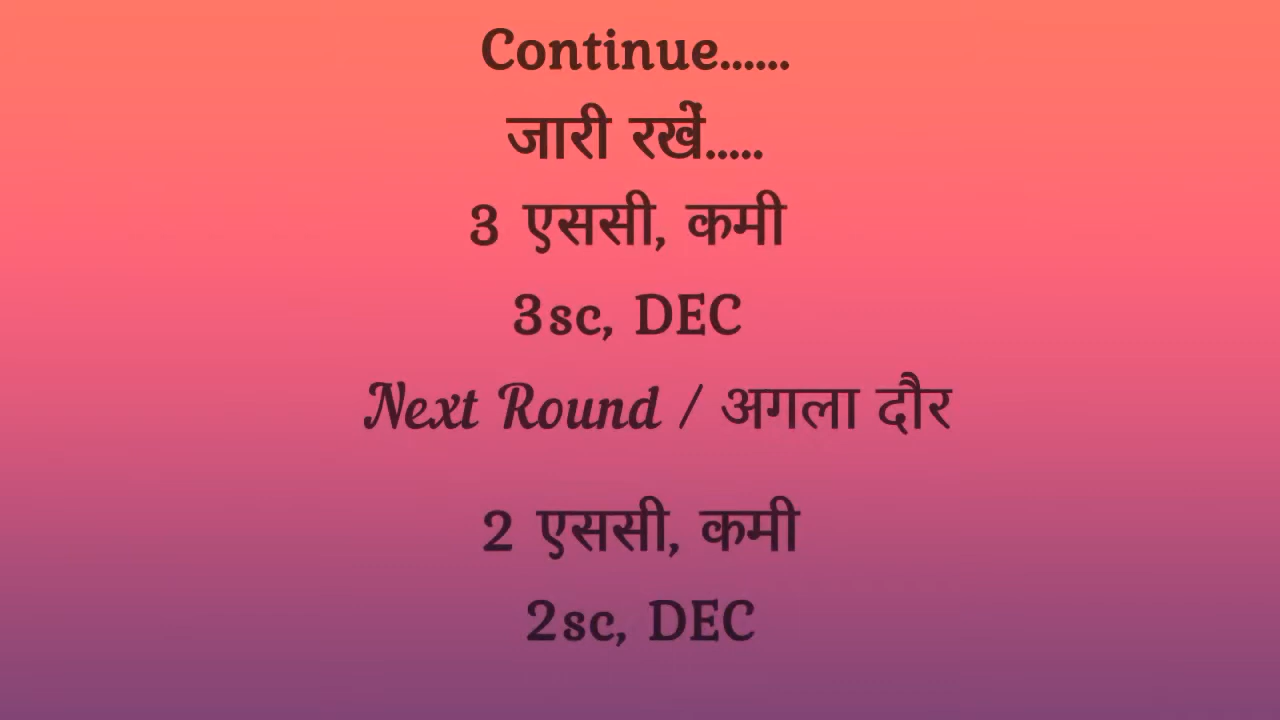 Continue......
जारी रखें.....
3 एससी, कमी
3sc, DEC
Next Round / अगला दौर
2 एससी, कमी
2sc, DEC